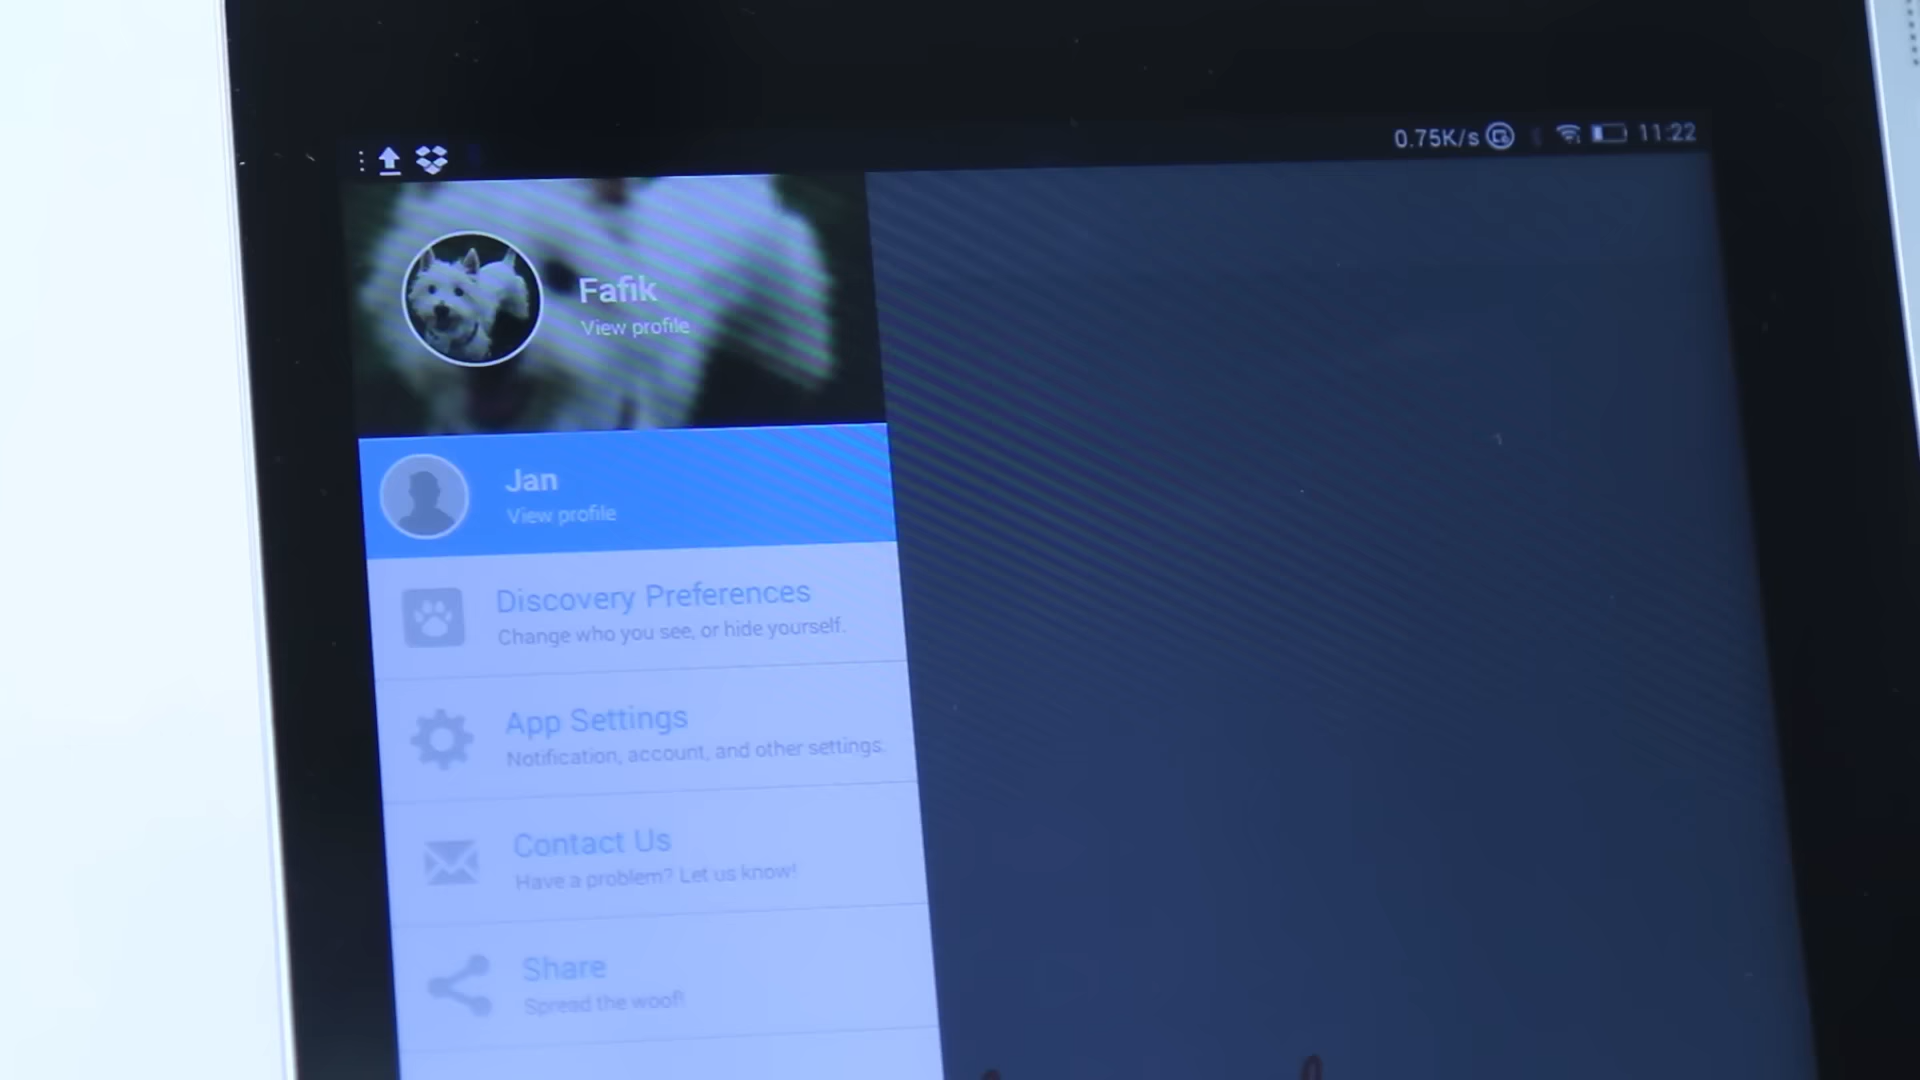 0.75K/s 11:22
Fafik
View profile
Jan
View profile
Discovery Preferences
Change who you see, or hide yourself.
App Settings
Notification, account, and other settings.
Contact Us
Have a problem? Let us know!
Share
Spread the woof!